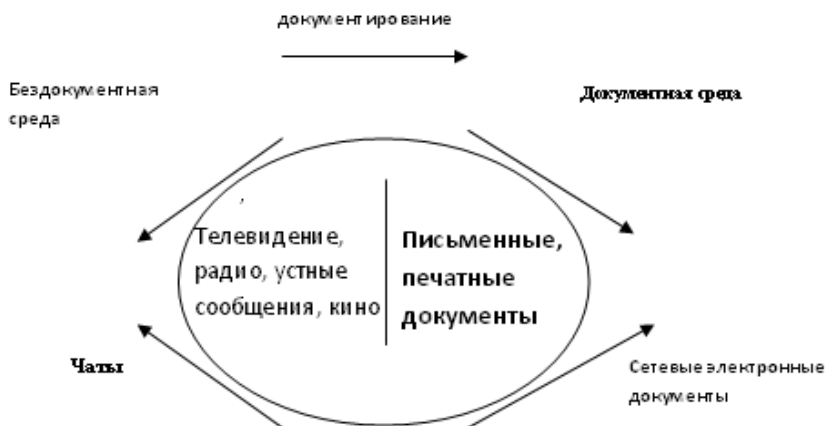 документирование
Бездокументная
среда
Документная среда
Телевидение,
радио, устные
сообщения, кино
Письменные,
печатные
документы
Чаты
Сетевые электронные
документы